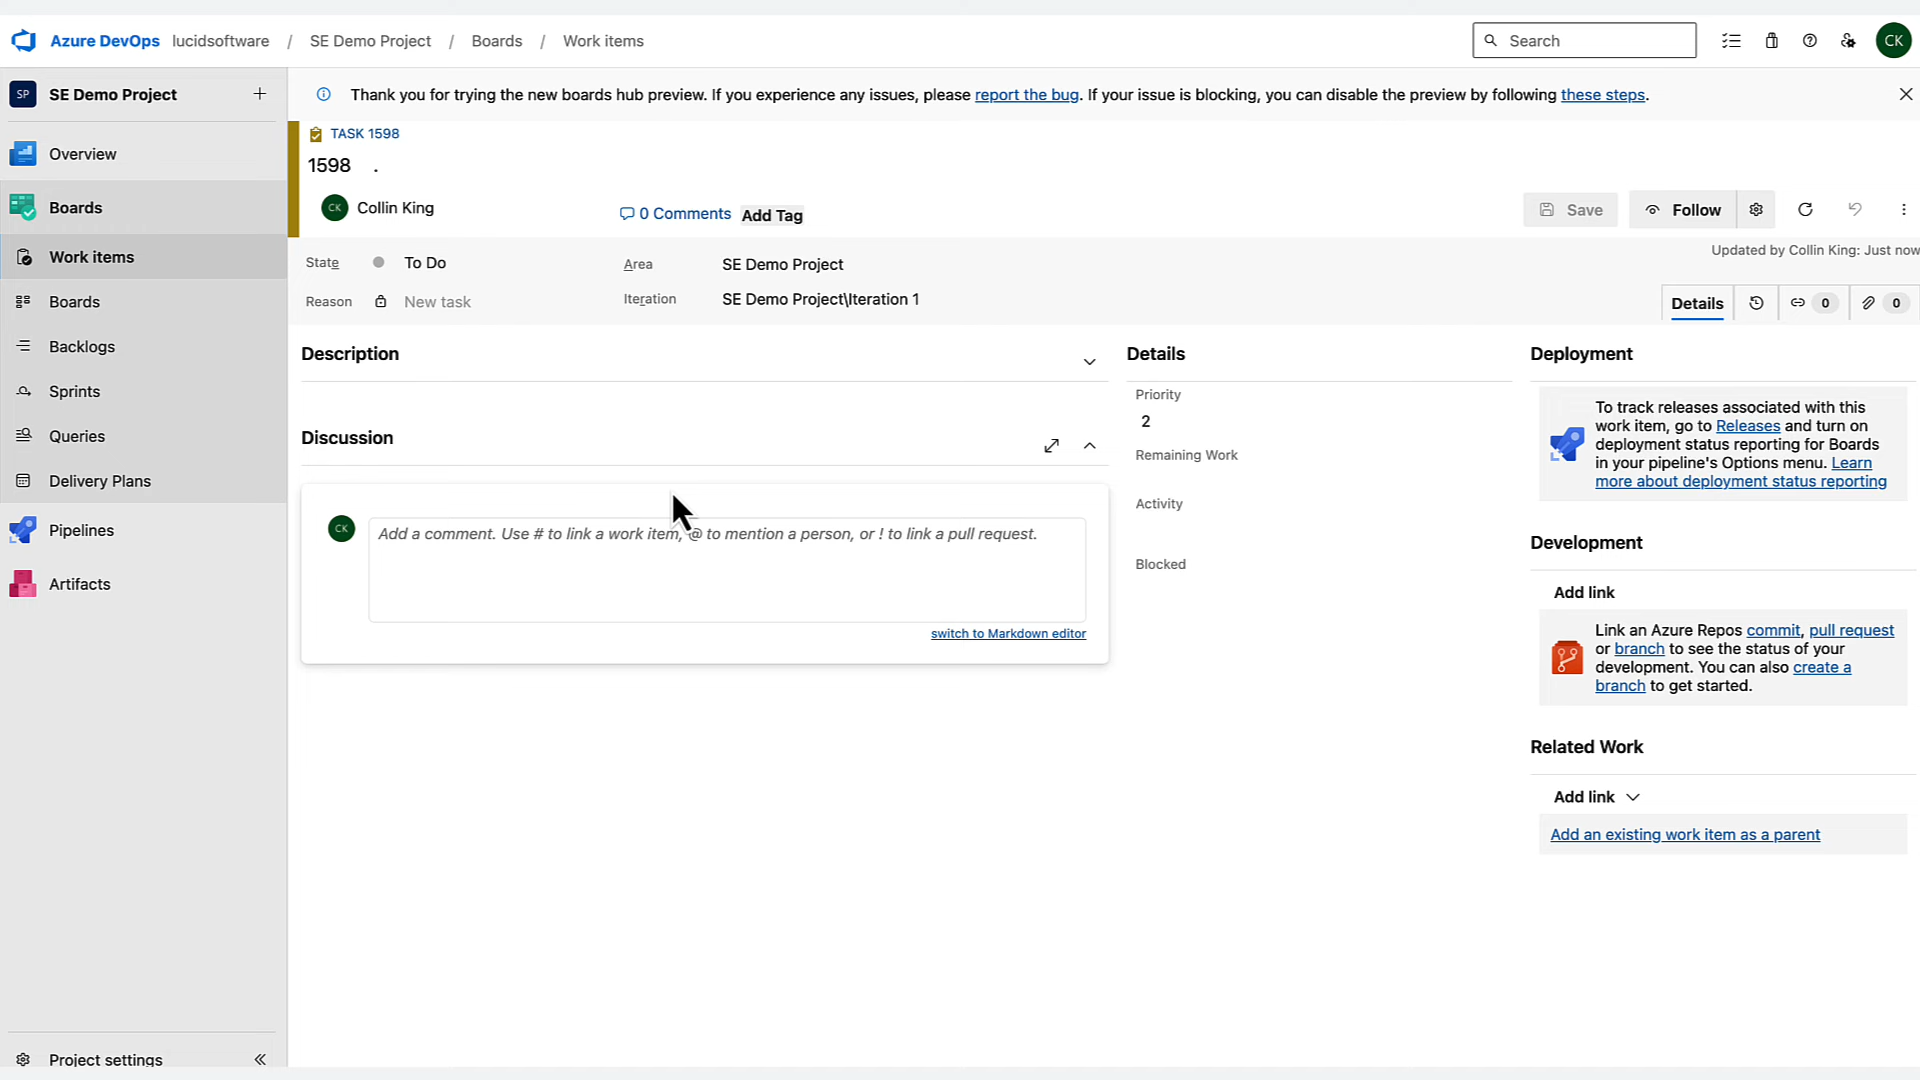 Azure DevOps lucidsoftware / SE Demo Project / Boards / Work items
Search
CK
SP SE Demo Project +
Thank you for trying the new boards hub preview. If you experience any issues, please report the bug. If your issue is blocking, you can disable the preview by following these steps.
Overview
Boards
Work items
Boards
Backlogs
Sprints
Queries
Delivery Plans
Pipelines
Artifacts
Project settings
TASK 1598
1598 .
CK Collin King
0 Comments
Add Tag
Save
Follow
Updated by Collin King: Just now
State To Do
Area SE Demo Project
Reason New task
Iteration SE Demo Project\Iteration 1
Details
0
0
Description
Discussion
CK
Add a comment. Use # to link a work item, @ to mention a person, or ! to link a pull request.
switch to Markdown editor
Details
Priority
2
Remaining Work
Activity
Blocked
Deployment
To track releases associated with this
work item, go to Releases and turn on
deployment status reporting for Boards
in your pipeline's Options menu. Learn
more about deployment status reporting
Development
Add link
Link an Azure Repos commit, pull request
or branch to see the status of your
development. You can also create a
branch to get started.
Related Work
Add link
Add an existing work item as a parent